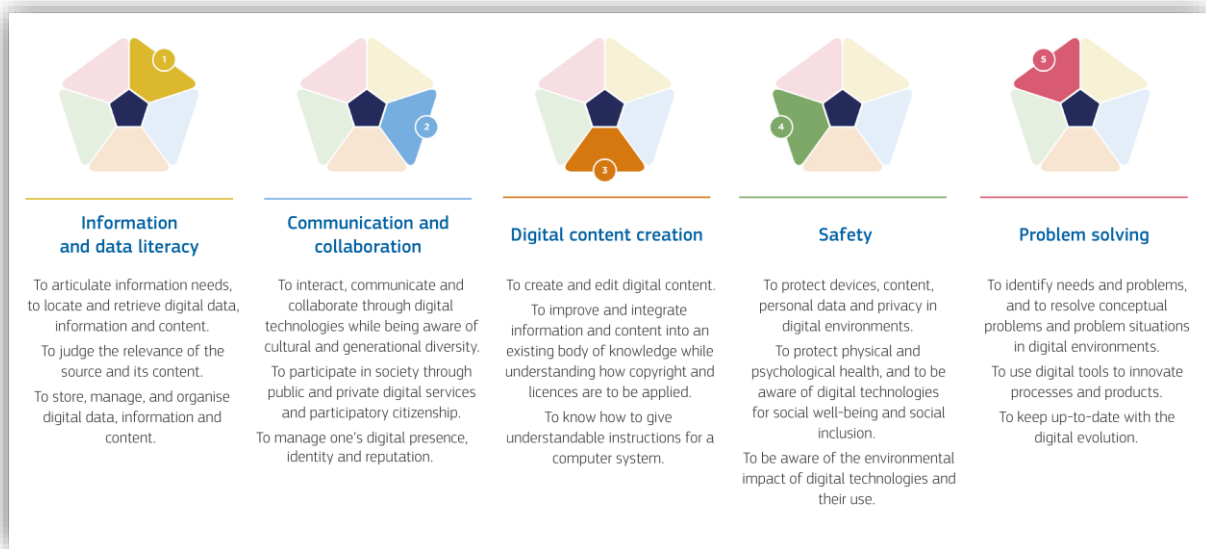 1
Information
and data literacy
To articulate information needs,
to locate and retrieve digital data,
information and content.
To judge the relevance of the
source and its content.
To store, manage, and organise
digital data, information and
content.
2
Communication and
collaboration
To interact, communicate and
collaborate through digital
technologies while being aware of
cultural and generational diversity.
To participate in society through
public and private digital services
and participatory citizenship.
To manage one's digital presence,
identity and reputation.
3
Digital content creation
To create and edit digital content.
To improve and integrate
information and content into an
existing body of knowledge while
understanding how copyright and
licences are to be applied.
To know how to give
understandable instructions for a
computer system.
4
Safety
To protect devices, content,
personal data and privacy in
digital environments.
To protect physical and
psychological health, and to be
aware of digital technologies
for social well-being and social
inclusion.
To be aware of the environmental
impact of digital technologies and
their use.
5
Problem solving
To identify needs and problems,
and to resolve conceptual
problems and problem situations
in digital environments.
To use digital tools to innovate
processes and products.
To keep up-to-date with the
digital evolution.